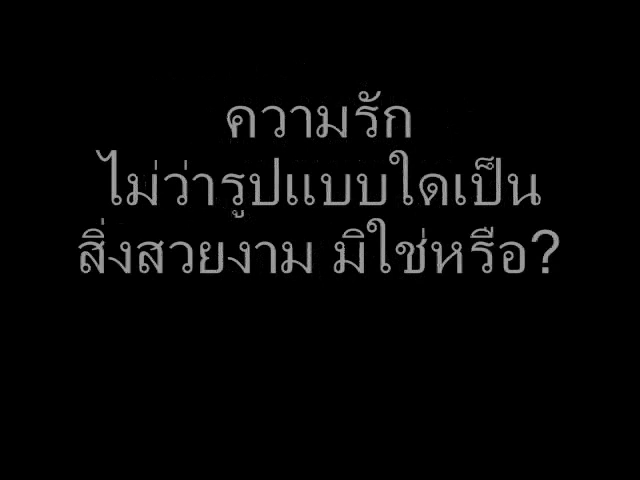 ความรัก
ไม่ว่ารูปแบบใดเป็น
สิ่งสวยงาม มิใช่หรือ?